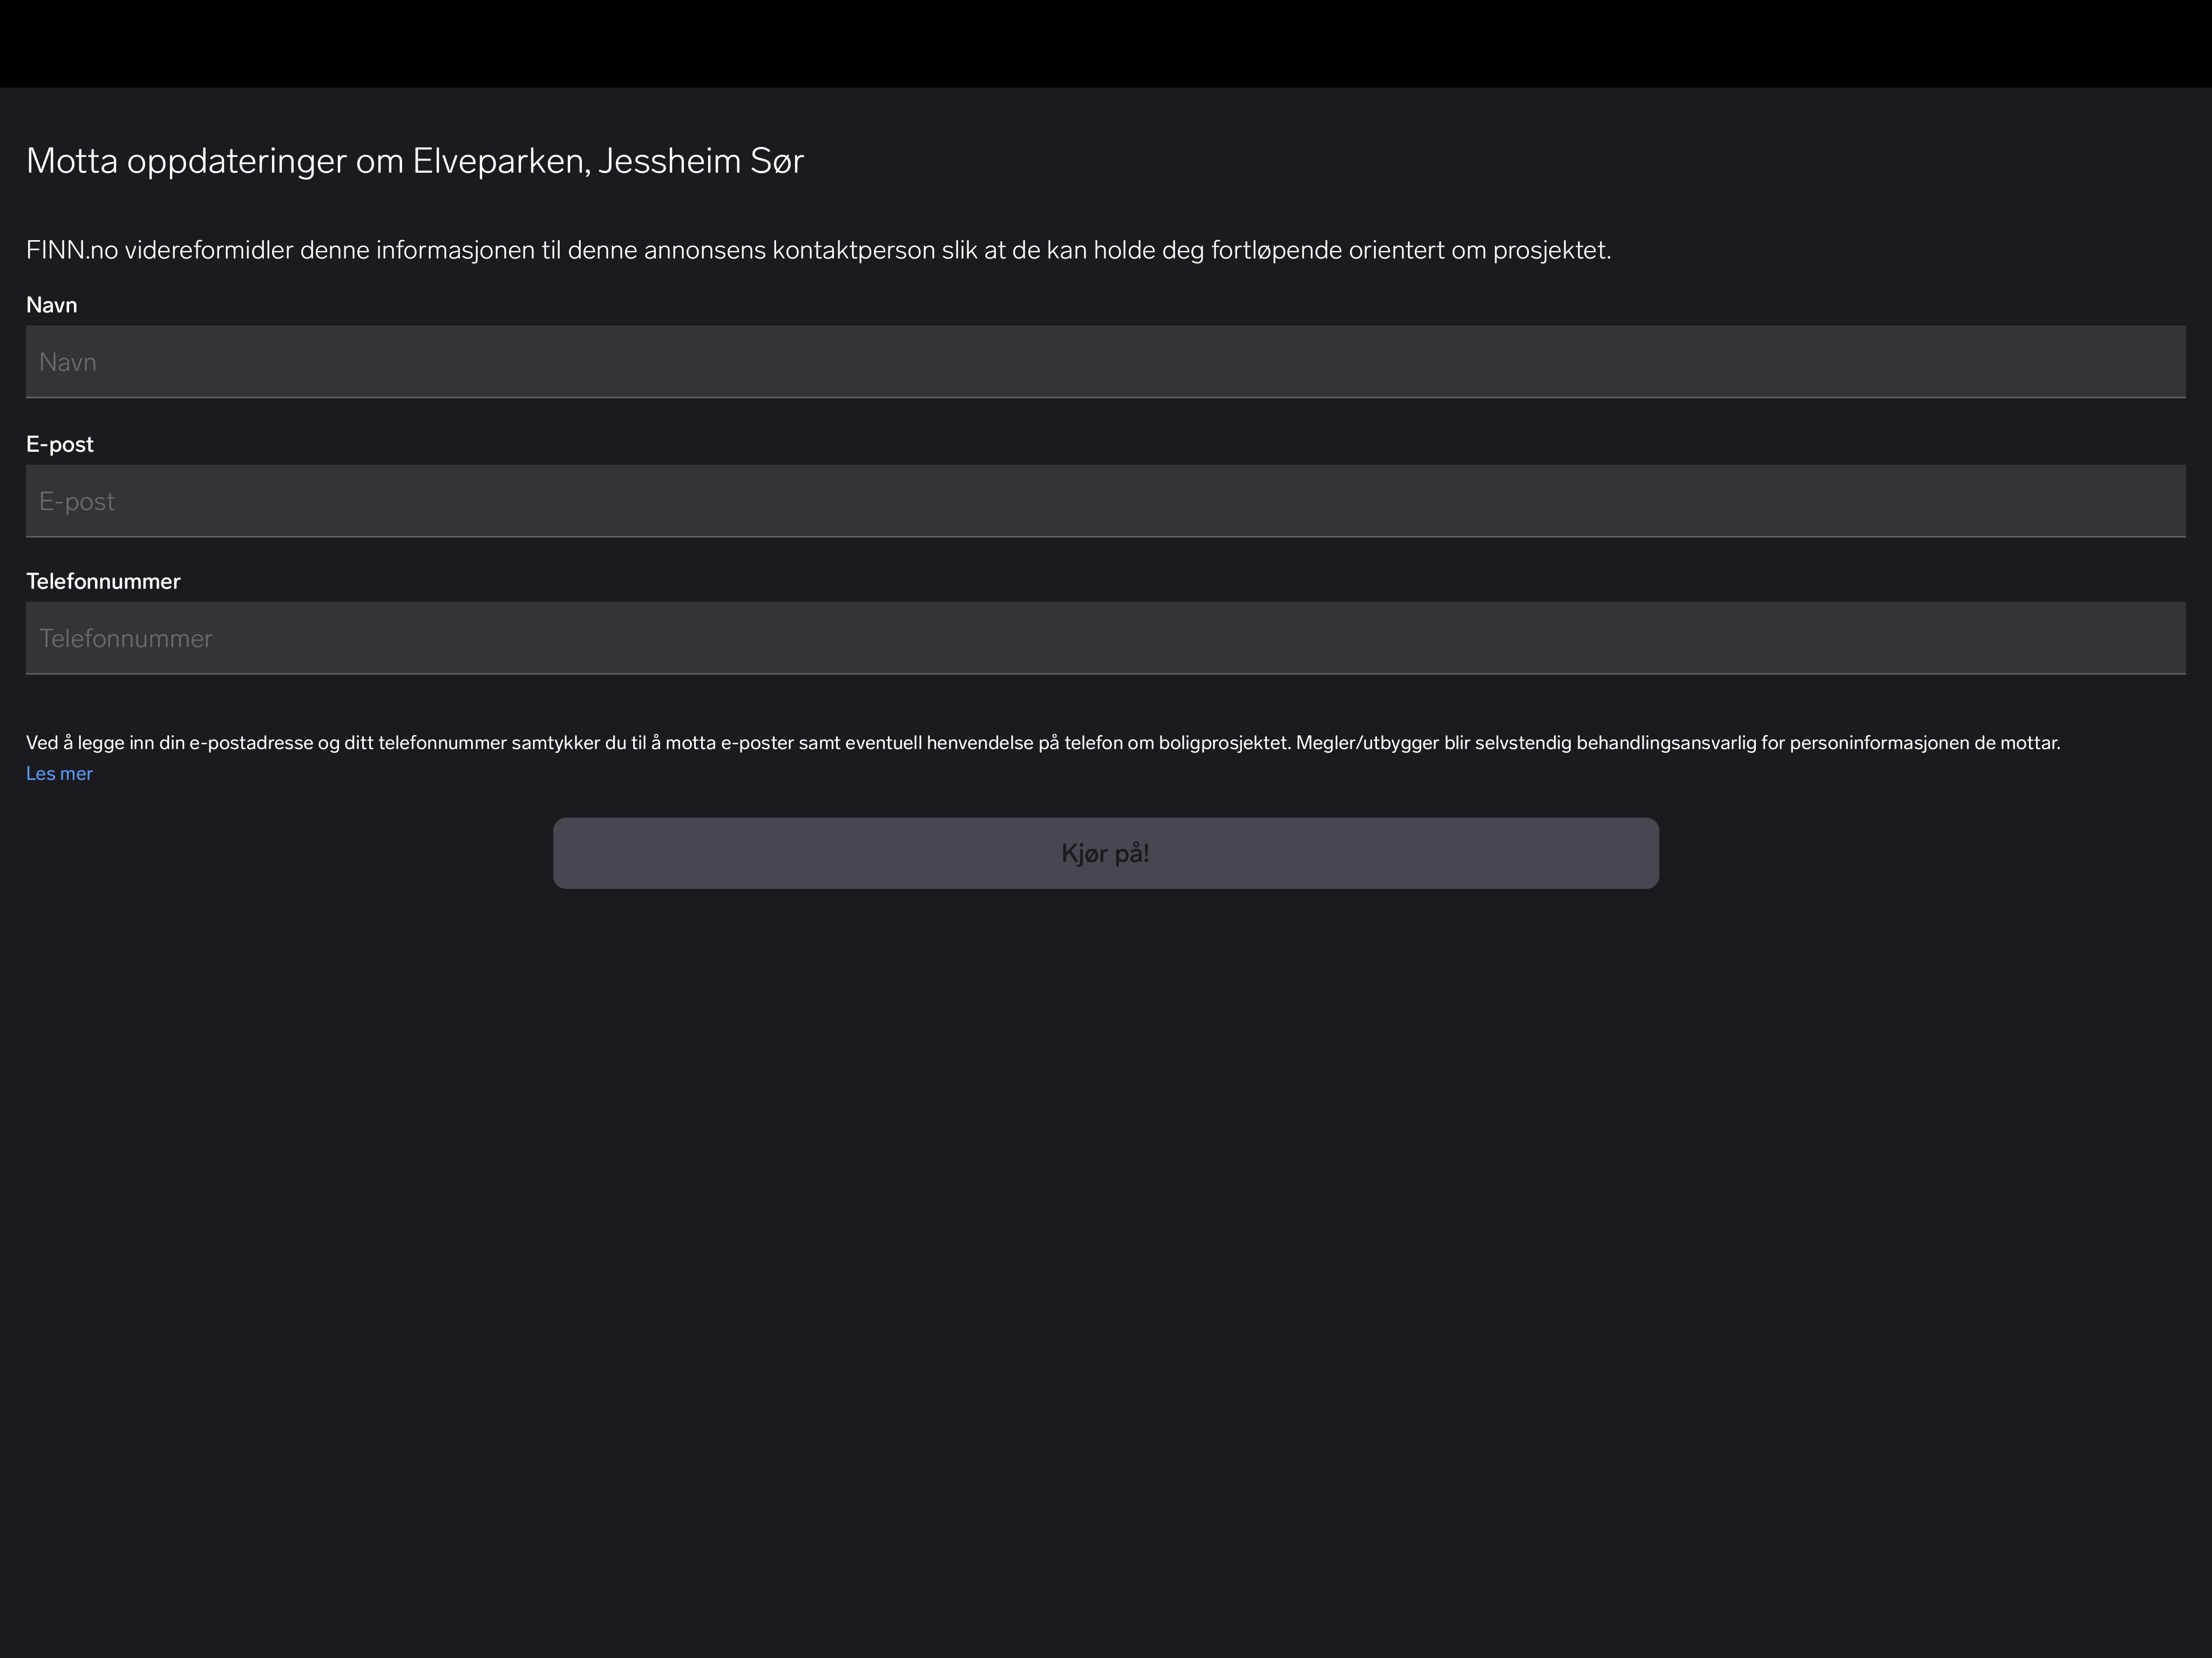 Motta oppdateringer om Elveparken, Jessheim Sør
FINN.no videreformidler denne informasjonen til denne annonsens kontaktperson slik at de kan holde deg fortløpende orientert om prosjektet.
Navn
Navn
E-post
E-post
Telefonnummer
Telefonnummer
Ved å legge inn din e-postadresse og ditt telefonnummer samtykker du til å motta e-poster samt eventuell henvendelse på telefon om boligprosjektet. Megler/utbygger blir selvstendig behandlingsansvarlig for personinformasjonen de mottar.
Les mer
Kjør på!